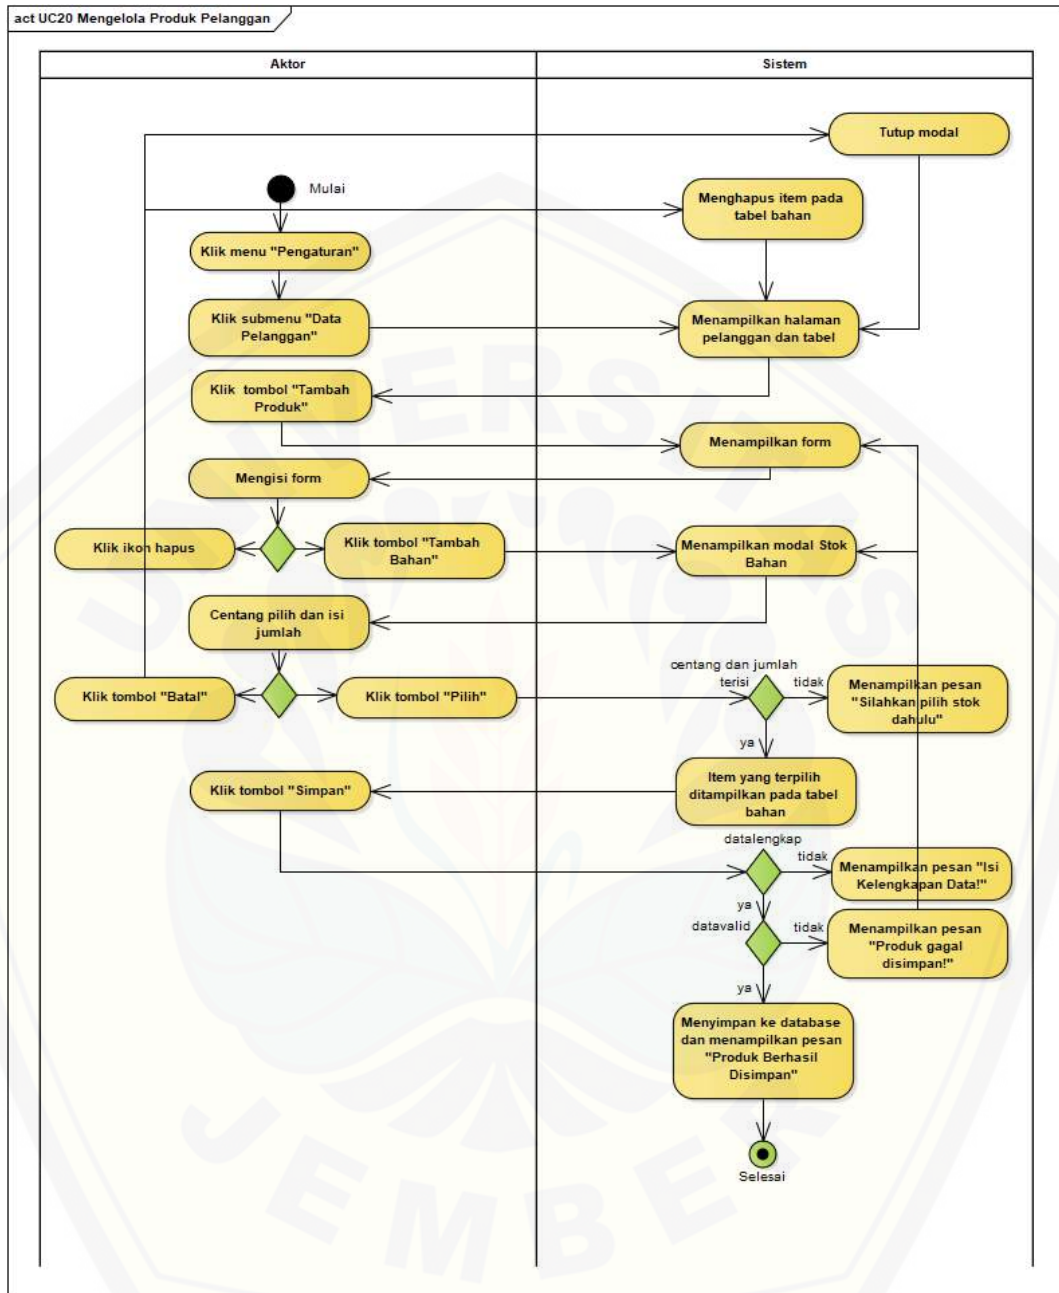 act UC20 Mengelola Produk Pelanggan
Aktor
Sistem
Tutup modal
Mulai
Menghapus item pada
tabel bahan
Klik menu "Pengaturan"
Klik submenu "Data
Pelanggan"
Menampilkan halaman
pelanggan dan tabel
Klik tombol "Tambah
Produk"
Menampilkan form
Mengisi form
Klik ikon hapus
Klik tombol "Tambah
Bahan"
Menampilkan modal Stok
Bahan
Centang pilih dan isi
jumlah
centang dan jumlah
terisi
tidak
Klik tombol "Batal"
Klik tombol "Pilih"
Menampilkan pesan
"Silahkan pilih stok
dahulu"
ya
Klik tombol "Simpan"
Item yang terpilih
ditampilkan pada tabel
bahan
datalengkap
tidak
Menampilkan pesan "Isi
Kelengkapan Data!"
ya
datavalid
tidak
Menampilkan pesan
"Produk gagal
disimpan!"
ya
Menyimpan ke database
dan menampilkan pesan
"Produk Berhasil
Disimpan"
Selesai
UNIVERSITAS
JEMBER